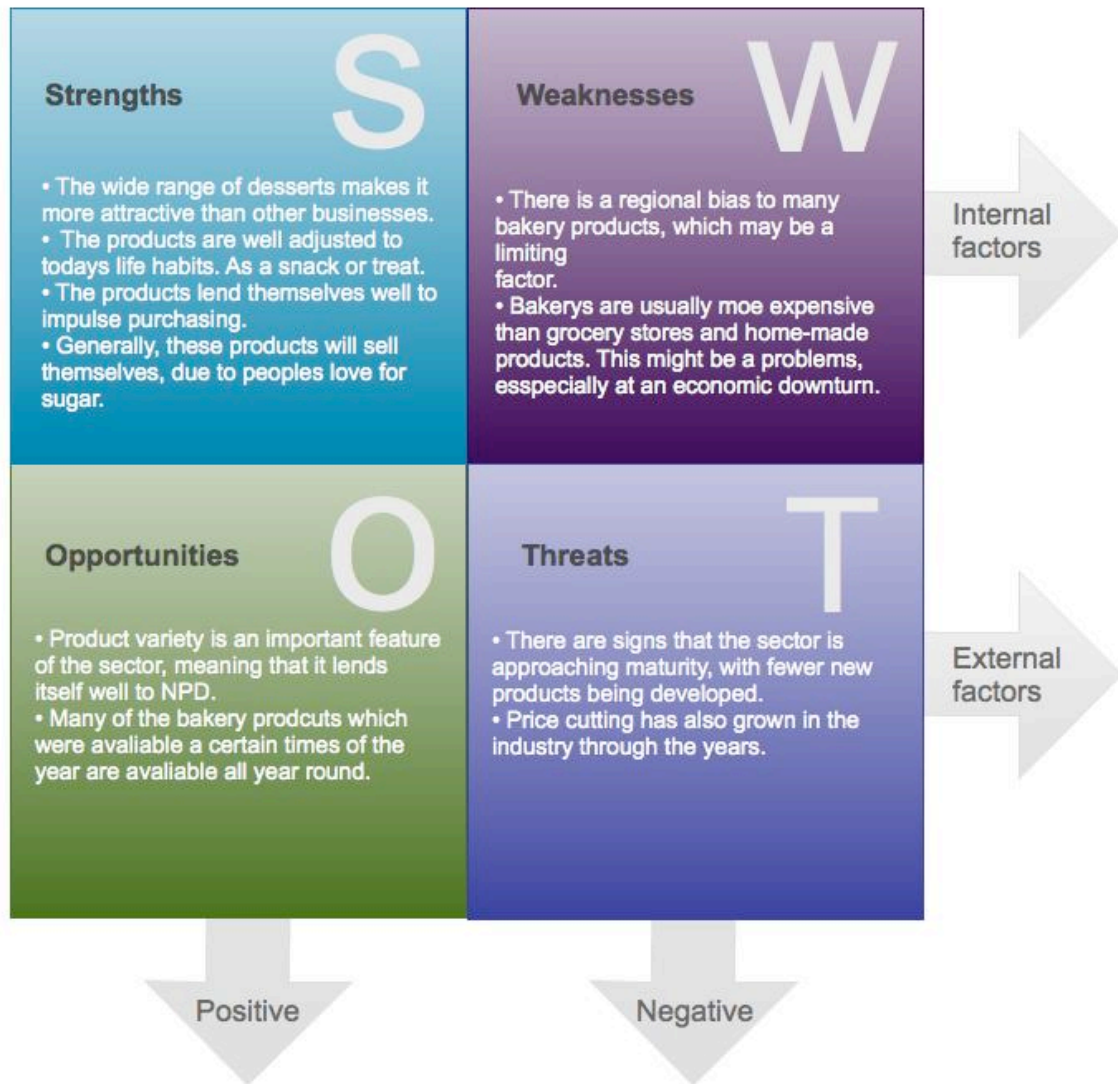 S
Strengths
• The wide range of desserts makes it
more attractive than other businesses.
• The products are well adjusted to
todays life habits. As a snack or treat.
• The products lend themselves well to
impulse purchasing.
• Generally, these products will sell
themselves, due to peoples love for
sugar.
W
Weaknesses
• There is a regional bias to many
bakery products, which may be a
limiting
factor.
• Bakerys are usually moe expensive
than grocery stores and home-made
products. This might be a problems,
esspecially at an economic downturn.
Internal
factors
O
Opportunities
• Product variety is an important feature
of the sector, meaning that it lends
itself well to NPD.
• Many of the bakery prodcuts which
were avaliable a certain times of the
year are avaliable all year round.
T
Threats
• There are signs that the sector is
approaching maturity, with fewer new
products being developed.
• Price cutting has also grown in the
industry through the years.
External
factors
Positive
Negative